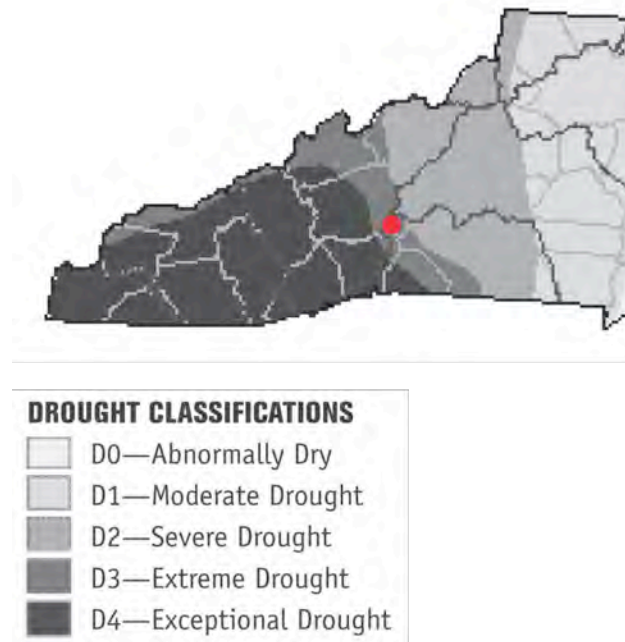 DROUGHT CLASSIFICATIONS
D0—Abnormally Dry
D1—Moderate Drought
D2—Severe Drought
D3—Extreme Drought
D4—Exceptional Drought